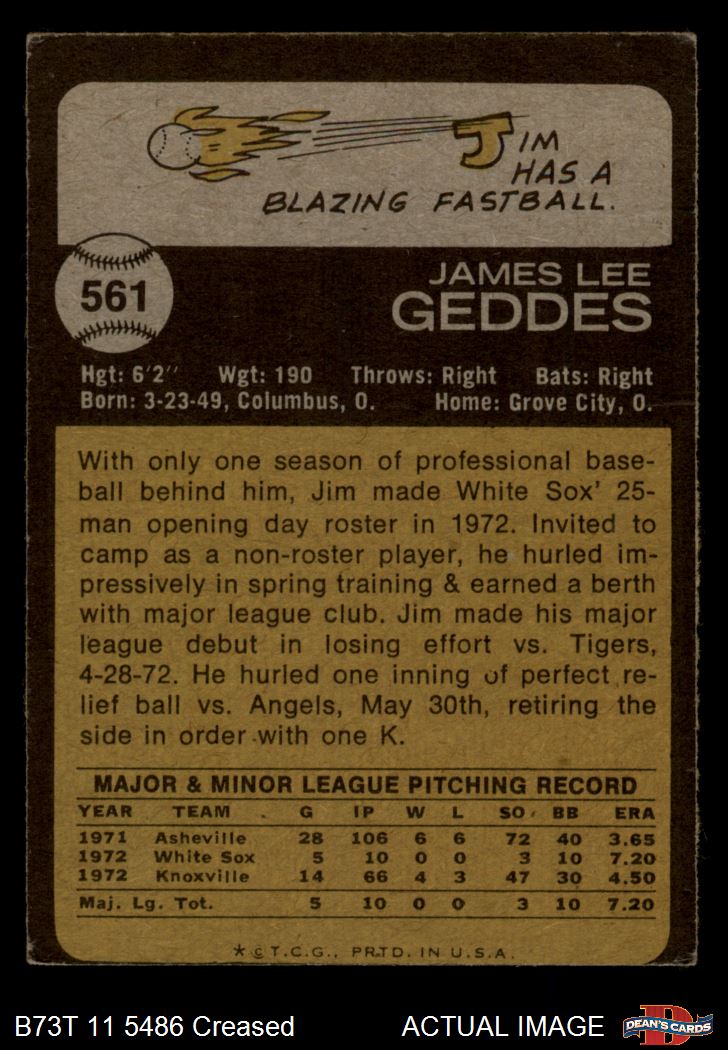 JIM
HAS A
BLAZING FASTBALL.
561
JAMES LEE
GEDDES
Hgt: 6'2" Wgt: 190 Throws: Right Bats: Right
Born: 3-23-49, Columbus, O. Home: Grove City, O.
With only one season of professional base-
ball behind him, Jim made White Sox' 25-
man opening day roster in 1972. Invited to
camp as a non-roster player, he hurled im-
pressively in spring training & earned a berth
with major league club. Jim made his major
league debut in losing effort vs. Tigers,
4-28-72. He hurled one inning of perfect re-
lief ball vs. Angels, May 30th, retiring the
side in order with one K.
MAJOR & MINOR LEAGUE PITCHING RECORD
YEAR TEAM G IP W L SO BB ERA
1971 Asheville 28 106 6 6 72 40 3.65
1972 White Sox 5 10 0 0 3 10 7.20
1972 Knoxville 14 66 4 3 47 30 4.50
Maj. Lg. Tot. 5 10 0 0 3 10 7.20
* © T.C.G., PRTD. IN U.S.A.
B73T 11 5486 Creased ACTUAL IMAGE D DEAN'S CARDS